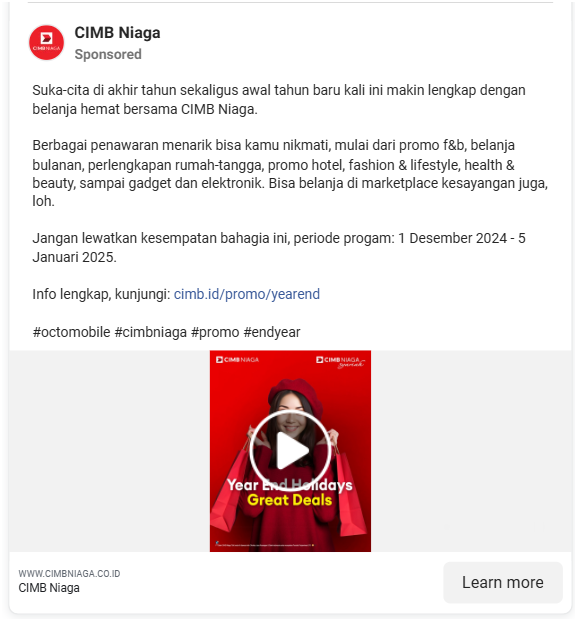 CIMB NIAGA
CIMB Niaga
Sponsored
Suka-cita di akhir tahun sekaligus awal tahun baru kali ini makin lengkap dengan
belanja hemat bersama CIMB Niaga.
Berbagai penawaran menarik bisa kamu nikmati, mulai dari promo f&b, belanja
bulanan, perlengkapan rumah-tangga, promo hotel, fashion & lifestyle, health &
beauty, sampai gadget dan elektronik. Bisa belanja di marketplace kesayangan juga,
loh.
Jangan lewatkan kesempatan bahagia ini, periode progam: 1 Desember 2024 - 5
Januari 2025.
Info lengkap, kunjungi: cimb.id/promo/yearend
#octomobile #cimbniaga #promo #endyear
CIMB NIAGA
CIMB NIAGA
syariah
Year End Holidays
Great Deals
WWW.CIMBNIAGA.CO.ID
CIMB Niaga
Learn more